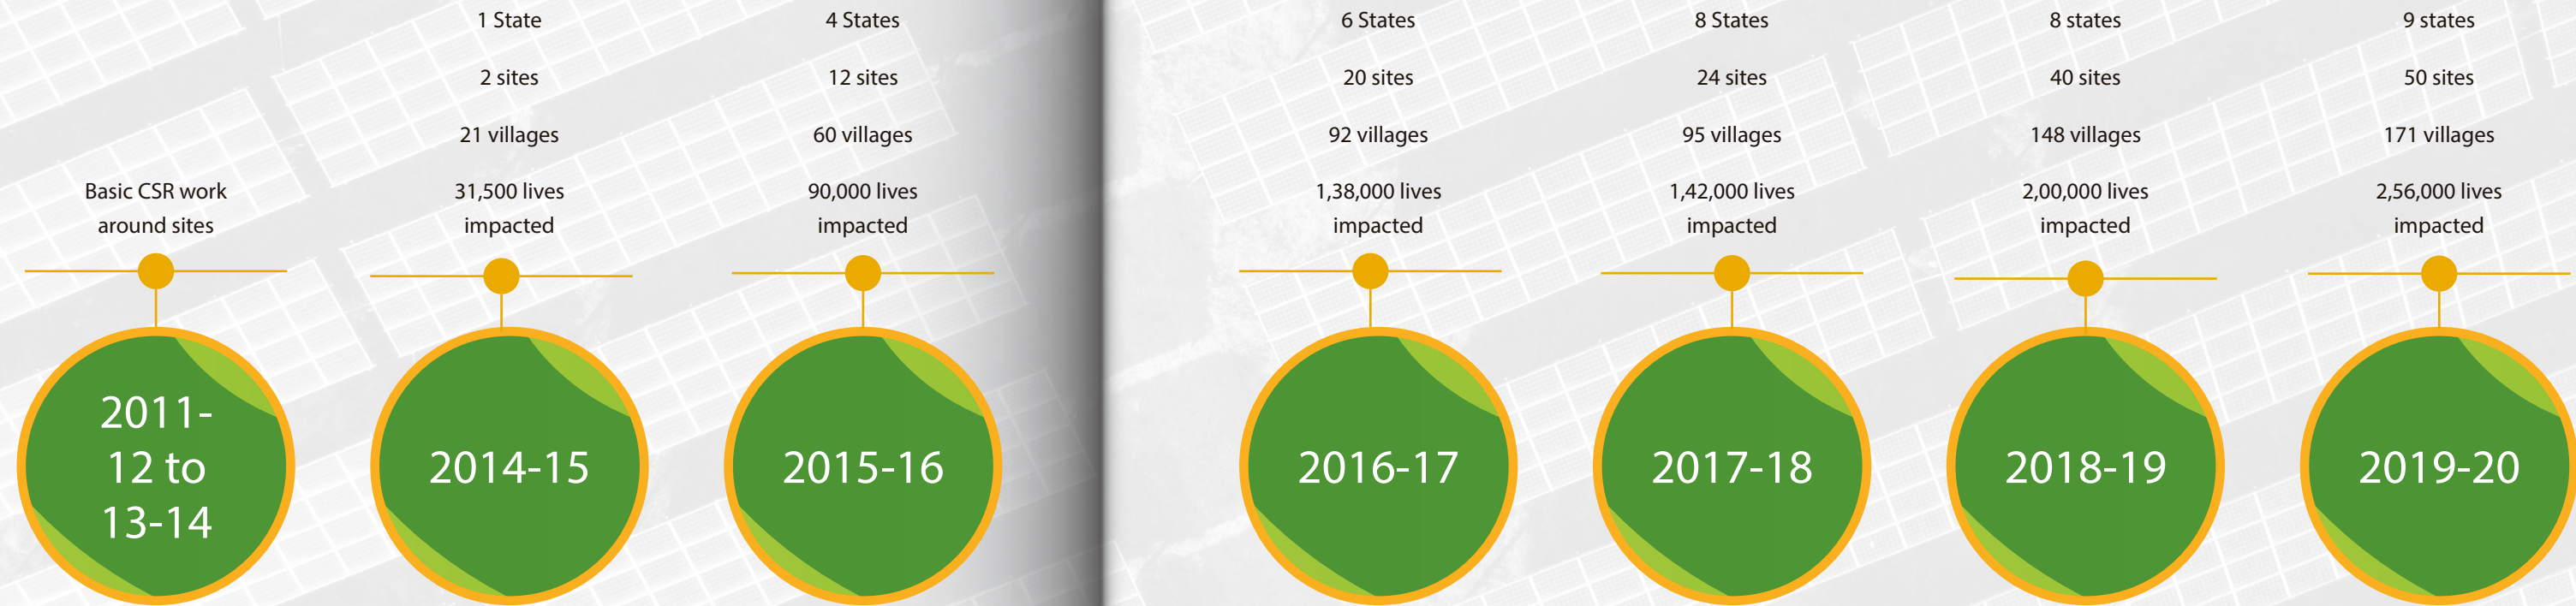 Basic CSR work
around sites
2011-
12 to
13-14
1 State
2 sites
21 villages
31,500 lives
impacted
2014-15
4 States
12 sites
60 villages
90,000 lives
impacted
2015-16
6 States
20 sites
92 villages
1,38,000 lives
impacted
2016-17
8 States
24 sites
95 villages
1,42,000 lives
impacted
2017-18
8 states
40 sites
148 villages
2,00,000 lives
impacted
2018-19
9 states
50 sites
171 villages
2,56,000 lives
impacted
2019-20